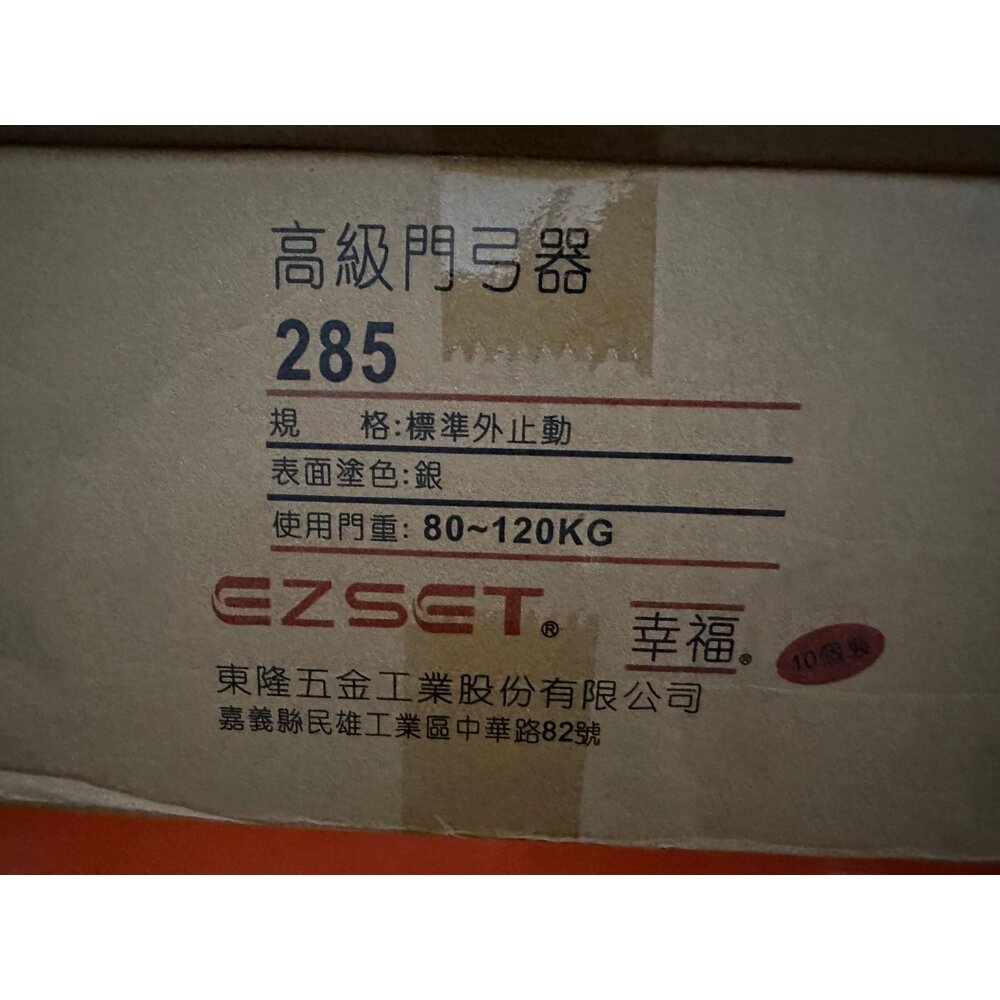 高級門弓器
285
規 格:標準外止動
表面塗色:銀
使用門重: 80~120KG
EZSET® 幸福® 10個裝
東隆五金工業股份有限公司
嘉義縣民雄工業區中華路82號